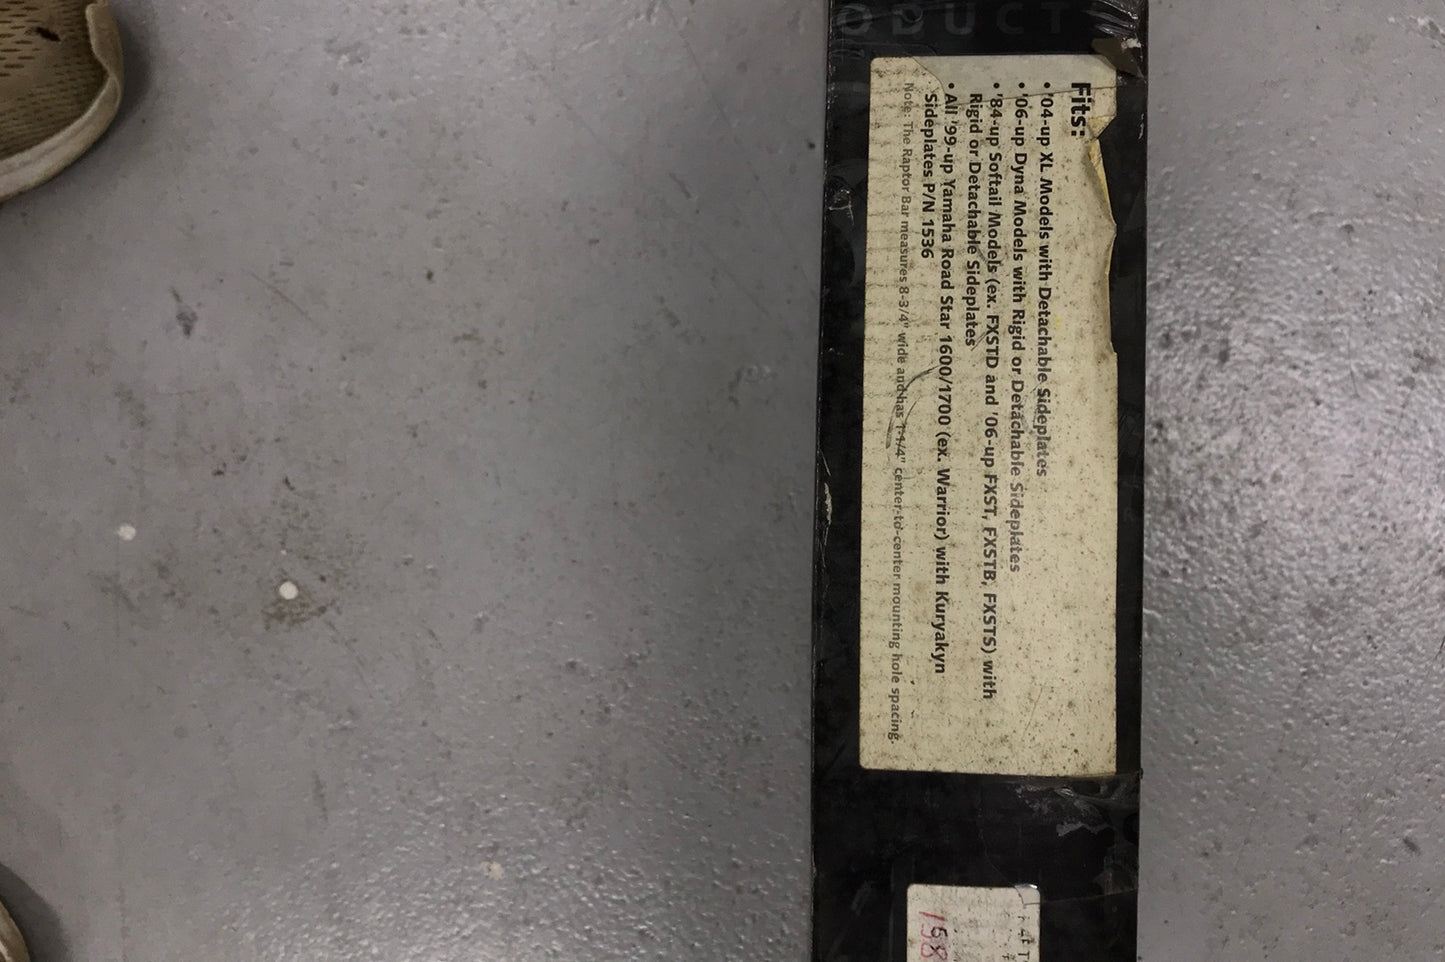 ODUCT
Fits:
• '04-up XL Models with Detachable Sideplates
• '06-up Dyna Models with Rigid or Detachable Sideplates
• '84-up Softail Models (ex. FXSTD and '06-up FXST, FXSTB, FXSTS) with
Rigid or Detachable Sideplates
• All '99-up Yamaha Road Star 1600/1700 (ex. Warrior) with Kuryakyn
Sideplates P/N 1536
Note: The Raptor Bar measures 8-3/4" wide and has 1-1/4" center-to-center mounting hole spacing.
158